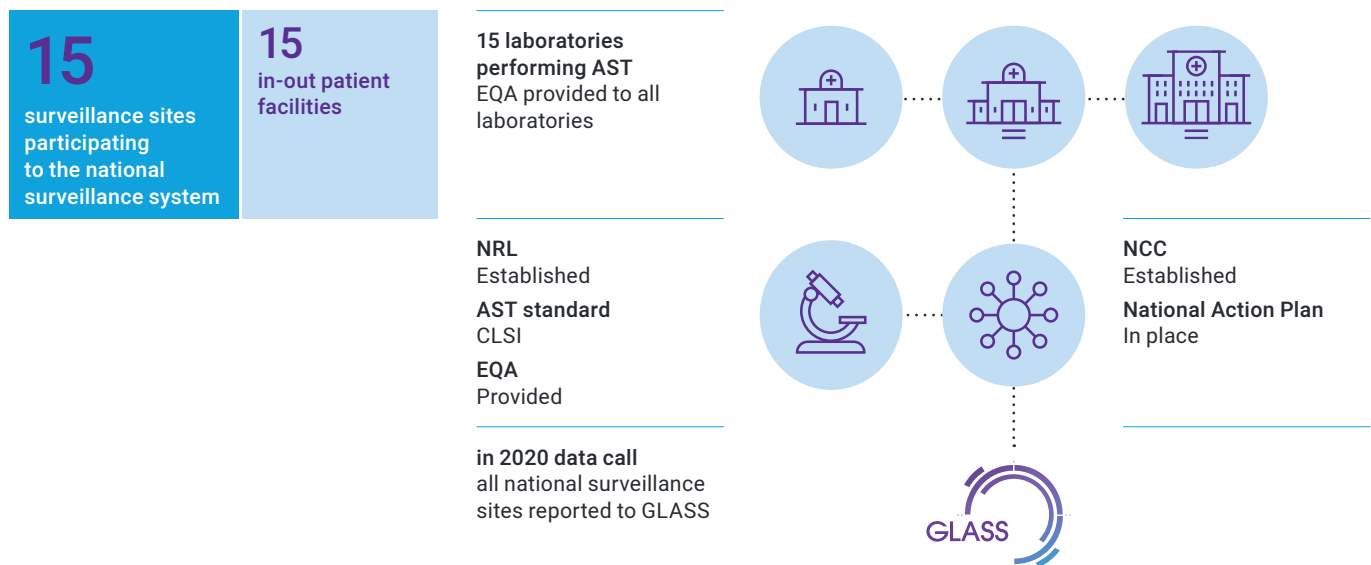 15
surveillance sites
participating
to the national
surveillance system
15
in-out patient
facilities
15 laboratories
performing AST
EQA provided to all
laboratories
NRL
Established
AST standard
CLSI
EQA
Provided
NCC
Established
National Action Plan
In place
in 2020 data call
all national surveillance
sites reported to GLASS
GLASS